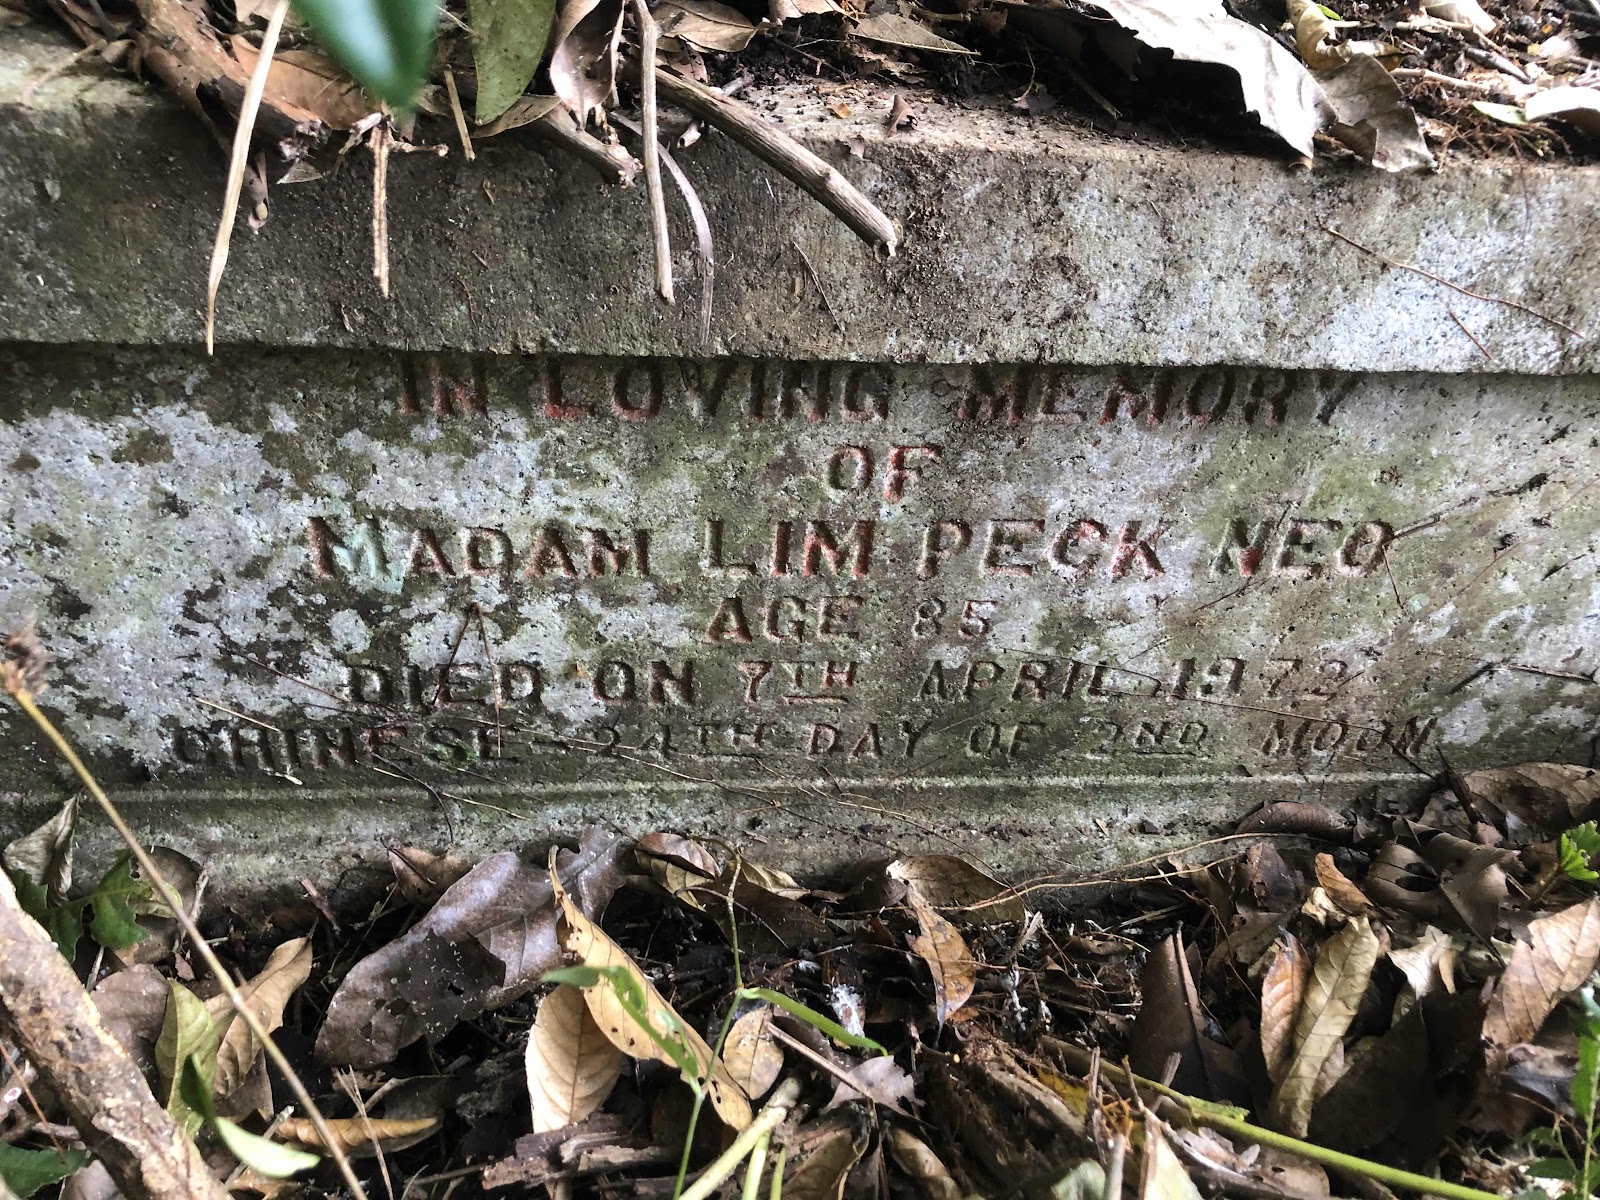 IN LOVING MEMORY
OF
MADAM LIM PECK NEO
AGE 85
DIED ON 7TH APRIL 1972
CHINESE - 24TH DAY OF 2ND MOON